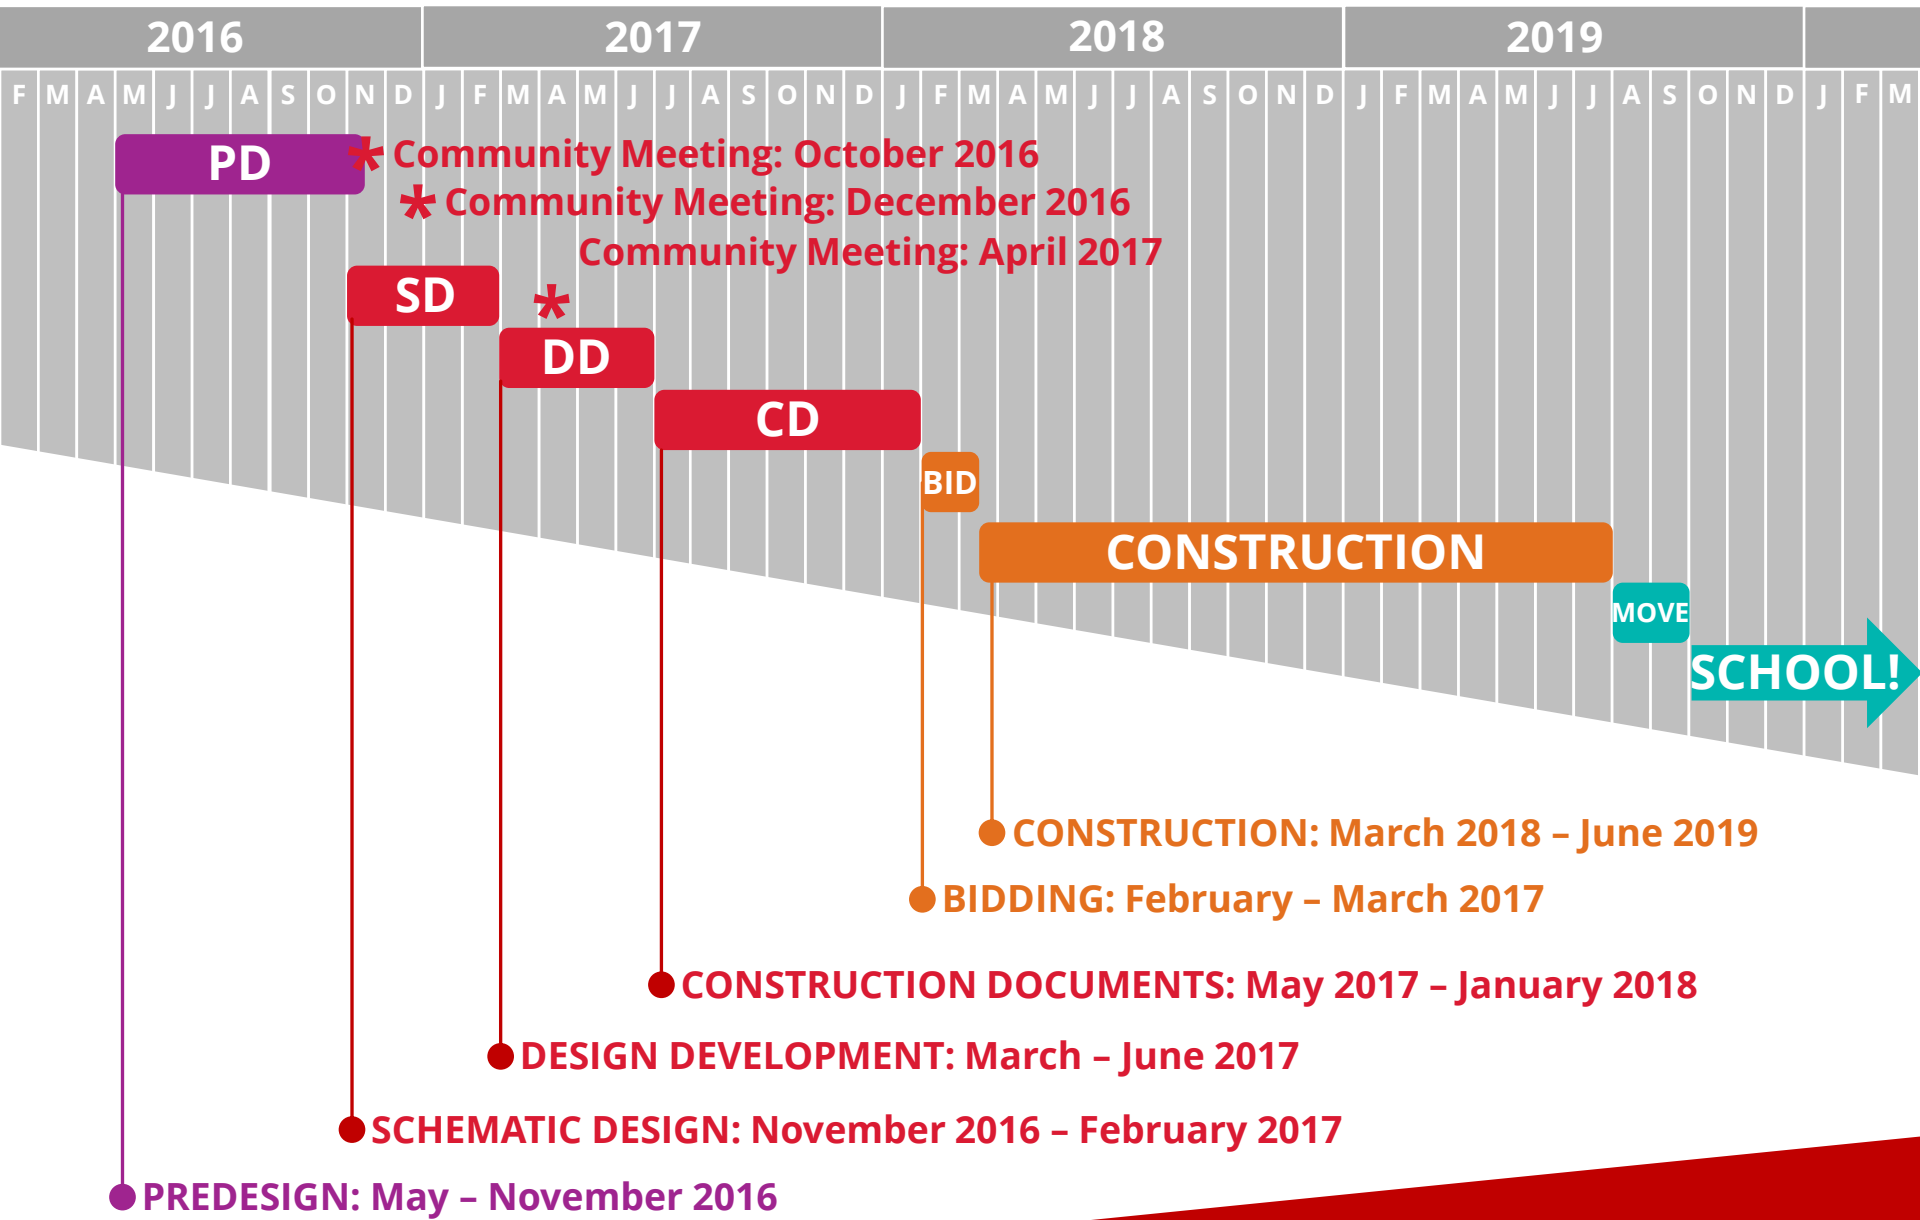 2016 2017 2018 2019
F M A M J J A S O N D J F M A M J J A S O N D J F M A M J J A S O N D J F M A M J J A S O N D J F M
PD
Community Meeting: October 2016
Community Meeting: December 2016
Community Meeting: April 2017
SD
*
DD
CD
BID
CONSTRUCTION
MOVE
SCHOOL!
CONSTRUCTION: March 2018 – June 2019
BIDDING: February – March 2017
CONSTRUCTION DOCUMENTS: May 2017 – January 2018
DESIGN DEVELOPMENT: March – June 2017
SCHEMATIC DESIGN: November 2016 – February 2017
PREDESIGN: May – November 2016